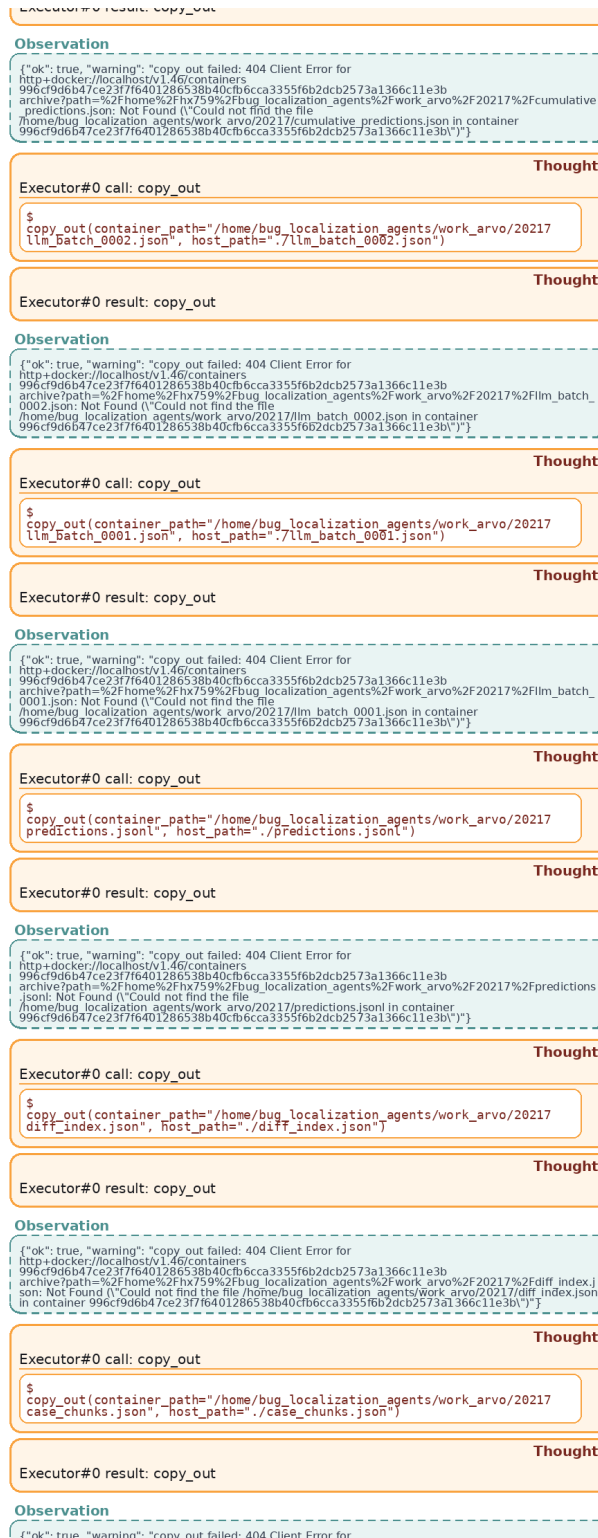 Executor#0 result: copy_out
Observation
{"ok": true, "warning": "copy_out failed: 404 Client Error for
http+docker://localhost/v1.46/containers
996cf9d6b47ce23f7f6401286538b40cfb6cca3355f6b2dcb2573a1366c11e3b
archive?path=%2Fhome%2Fhx759%2Fbug_localization_agents%2Fwork_arvo%2F20217%2Fcumulative
_predictions.json: Not Found (\"Could not find the file
/home/bug_localization_agents/work_arvo/20217/cumulative_predictions.json in container
996cf9d6b47ce23f7f6401286538b40cfb6cca3355f6b2dcb2573a1366c11e3b\")"}
Thought
Executor#0 call: copy_out
$
copy_out(container_path="/home/bug_localization_agents/work_arvo/20217
llm_batch_0002.json", host_path="./llm_batch_0002.json")
Thought
Executor#0 result: copy_out
Observation
{"ok": true, "warning": "copy_out failed: 404 Client Error for
http+docker://localhost/v1.46/containers
996cf9d6b47ce23f7f6401286538b40cfb6cca3355f6b2dcb2573a1366c11e3b
archive?path=%2Fhome%2Fhx759%2Fbug_localization_agents%2Fwork_arvo%2F20217%2Fllm_batch_
0002.json: Not Found (\"Could not find the file
/home/bug_localization_agents/work_arvo/20217/llm_batch_0002.json in container
996cf9d6b47ce23f7f6401286538b40cfb6cca3355f6b2dcb2573a1366c11e3b\")"}
Thought
Executor#0 call: copy_out
$
copy_out(container_path="/home/bug_localization_agents/work_arvo/20217
llm_batch_0001.json", host_path="./llm_batch_0001.json")
Thought
Executor#0 result: copy_out
Observation
{"ok": true, "warning": "copy_out failed: 404 Client Error for
http+docker://localhost/v1.46/containers
996cf9d6b47ce23f7f6401286538b40cfb6cca3355f6b2dcb2573a1366c11e3b
archive?path=%2Fhome%2Fhx759%2Fbug_localization_agents%2Fwork_arvo%2F20217%2Fllm_batch_
0001.json: Not Found (\"Could not find the file
/home/bug_localization_agents/work_arvo/20217/llm_batch_0001.json in container
996cf9d6b47ce23f7f6401286538b40cfb6cca3355f6b2dcb2573a1366c11e3b\")"}
Thought
Executor#0 call: copy_out
$
copy_out(container_path="/home/bug_localization_agents/work_arvo/20217
predictions.jsonl", host_path="./predictions.jsonl")
Thought
Executor#0 result: copy_out
Observation
{"ok": true, "warning": "copy_out failed: 404 Client Error for
http+docker://localhost/v1.46/containers
996cf9d6b47ce23f7f6401286538b40cfb6cca3355f6b2dcb2573a1366c11e3b
archive?path=%2Fhome%2Fhx759%2Fbug_localization_agents%2Fwork_arvo%2F20217%2Fpredictions
.jsonl: Not Found (\"Could not find the file
/home/bug_localization_agents/work_arvo/20217/predictions.jsonl in container
996cf9d6b47ce23f7f6401286538b40cfb6cca3355f6b2dcb2573a1366c11e3b\")"}
Thought
Executor#0 call: copy_out
$
copy_out(container_path="/home/bug_localization_agents/work_arvo/20217
diff_index.json", host_path="./diff_index.json")
Thought
Executor#0 result: copy_out
Observation
{"ok": true, "warning": "copy_out failed: 404 Client Error for
http+docker://localhost/v1.46/containers
996cf9d6b47ce23f7f6401286538b40cfb6cca3355f6b2dcb2573a1366c11e3b
archive?path=%2Fhome%2Fhx759%2Fbug_localization_agents%2Fwork_arvo%2F20217%2Fdiff_index.j
son: Not Found (\"Could not find the file /home/bug_localization_agents/work_arvo/20217/diff_index.json
in container 996cf9d6b47ce23f7f6401286538b40cfb6cca3355f6b2dcb2573a1366c11e3b\")"}
Thought
Executor#0 call: copy_out
$
copy_out(container_path="/home/bug_localization_agents/work_arvo/20217
case_chunks.json", host_path="./case_chunks.json")
Thought
Executor#0 result: copy_out
Observation
{"ok": true, "warning": "copy_out failed: 404 Client Error for